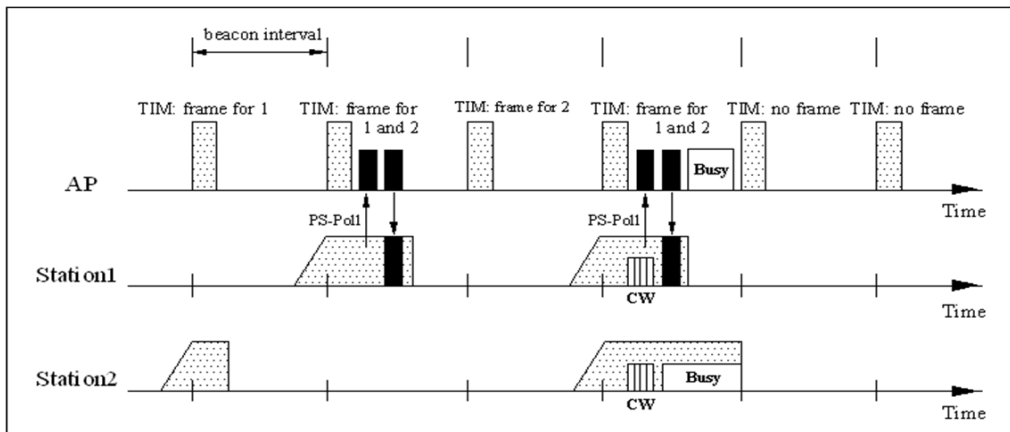 beacon interval
TIM: frame for 1
TIM: frame for
1 and 2
TIM: frame for 2
TIM: frame for
1 and 2
TIM: no frame
TIM: no frame
AP
Busy
Time
PS-Poll
PS-Poll
Station1
CW
Time
Station2
Busy
CW
Time